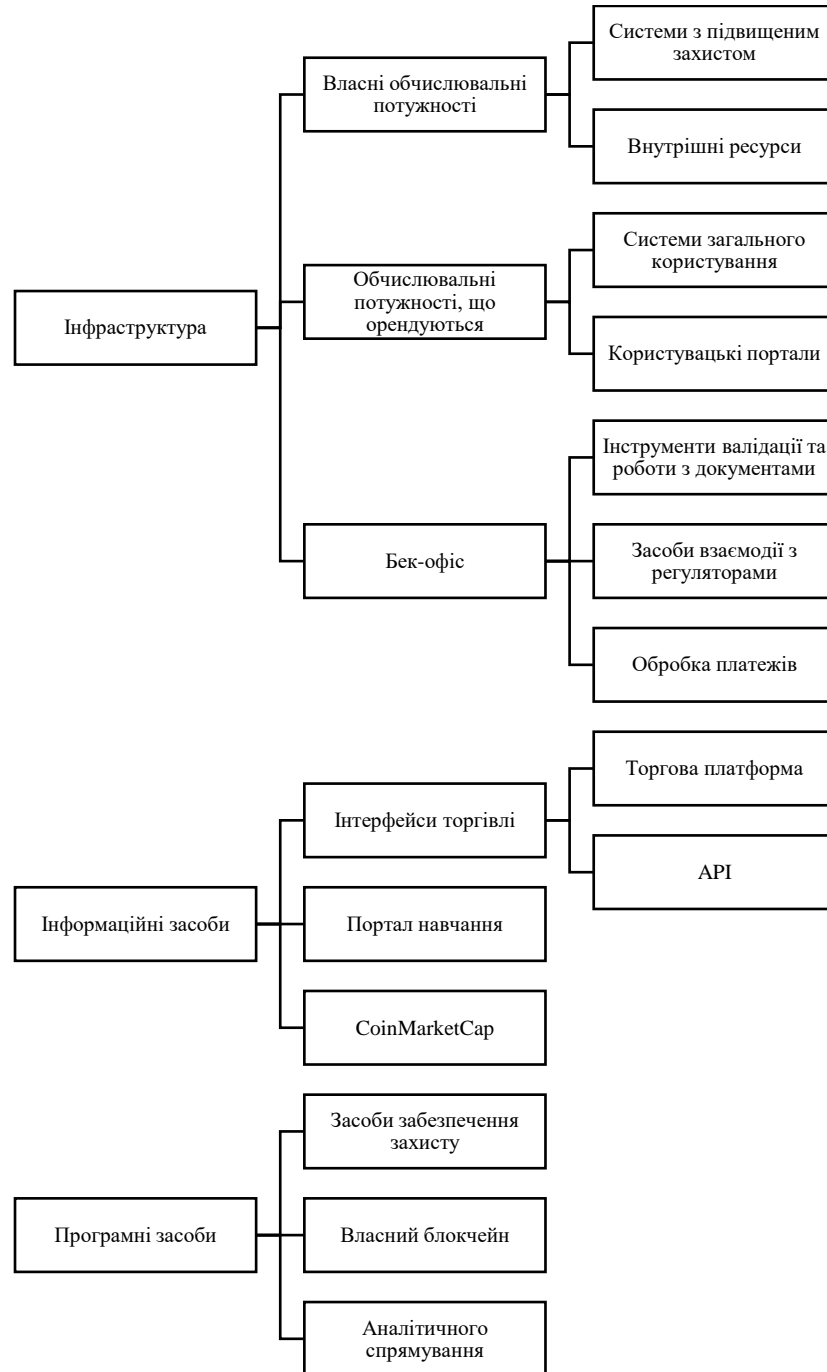 Системи з підвищеним
захистом
Власні обчислювальні
потужності
Внутрішні ресурси
Системи загального
користування
Обчислювальні
потужності, що
орендуються
Інфраструктура
Користувацькі портали
Інструменти валідації та
роботи з документами
Бек-офіс
Засоби взаємодії з
регуляторами
Обробка платежів
Торгова платформа
Інтерфейси торгівлі
API
Інформаційні засоби
Портал навчання
CoinMarketCap
Засоби забезпечення
захисту
Програмні засоби
Власний блокчейн
Аналітичного
спрямування